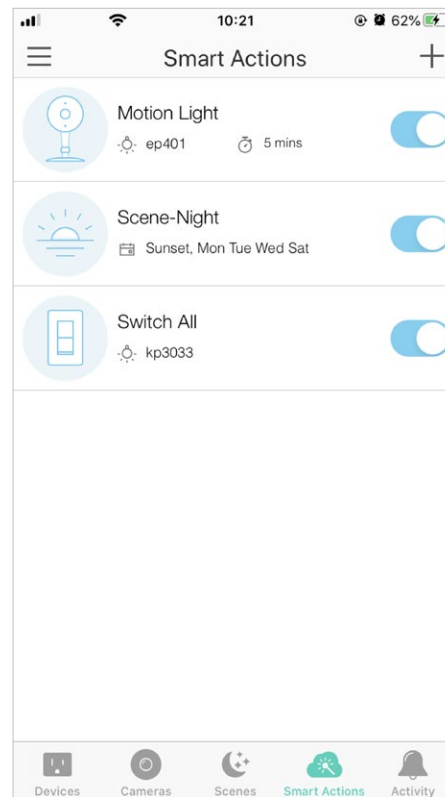 10:21 62%
Smart Actions
Motion Light
ep401 5 mins
Scene-Night
Sunset, Mon Tue Wed Sat
Switch All
kp3033
Devices Cameras Scenes Smart Actions Activity